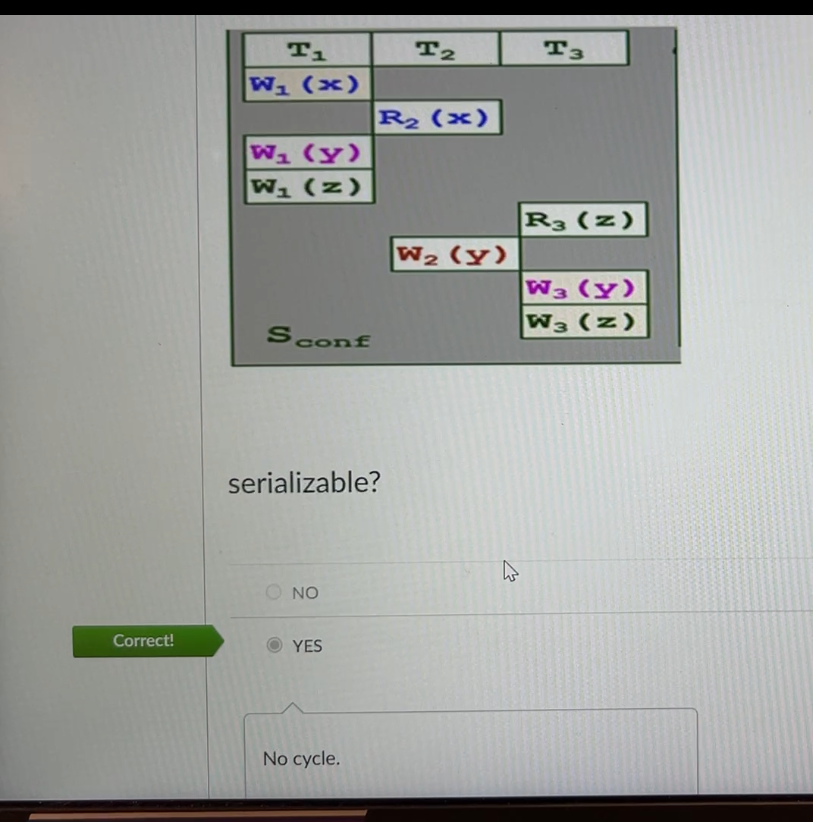 T₁ T₂ T₃
W₁ (x)
R₂ (x)
W₁ (y)
W₁ (z)
R₃ (z)
W₂ (y)
W₃ (y)
W₃ (z)
Sconf
serializable?
NO
Correct! YES
No cycle.